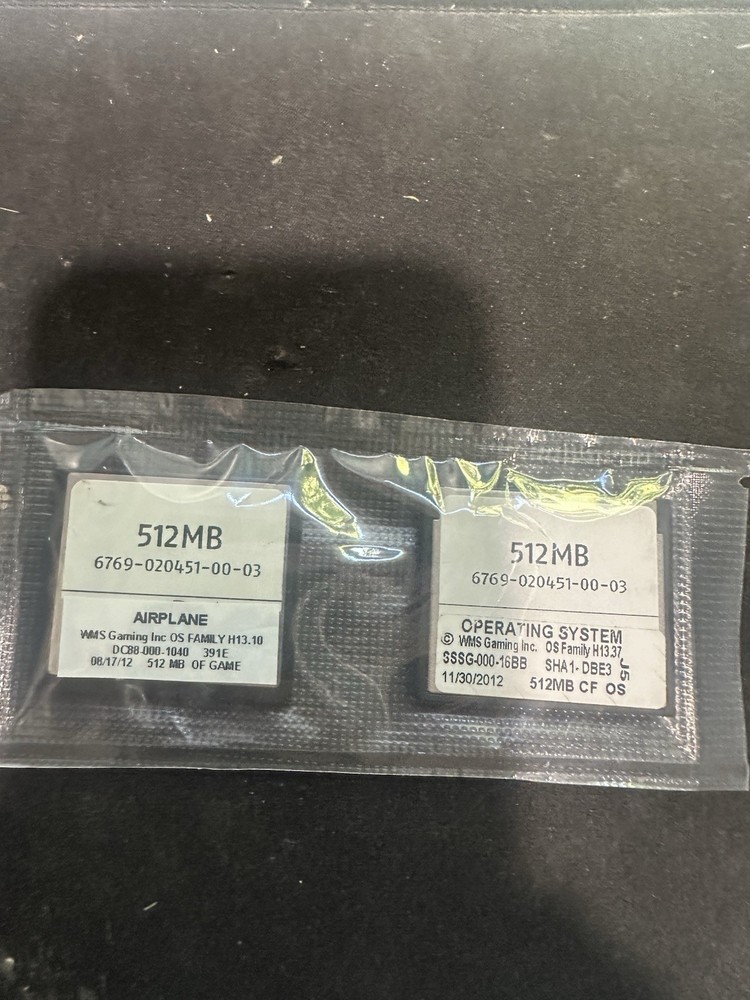 512MB
6769-020451-00-03
AIRPLANE
WMS Gaming Inc OS FAMILY H13.10
DCB8-000-1040 391E
08/17/12 512 MB OF GAME
512MB
6769-020451-00-03
OPERATING SYSTEM
© WMS Gaming Inc. OS Family H13.37
SSSG-000-16BB SHA1- DBE3
11/30/2012 512MB CF OS
J5